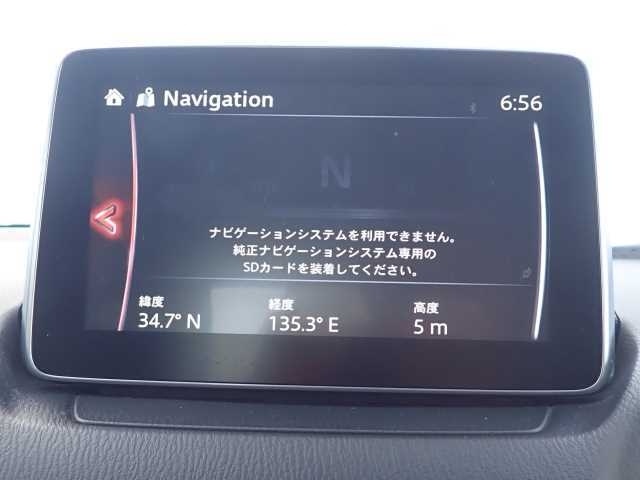 Navigation
6:56
N
ナビゲーションシステムを利用できません。
純正ナビゲーションシステム専用の
SDカードを装着してください。
緯度 経度 高度
34.7° N 135.3° E 5 m